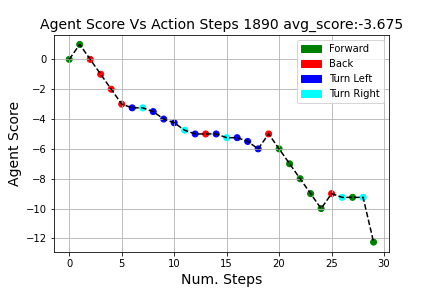 Agent Score Vs Action Steps 1890 avg_score:-3.675
Agent Score
0
−2
−4
−6
−8
−10
−12
Forward
Back
Turn Left
Turn Right
0 5 10 15 20 25 30
Num. Steps